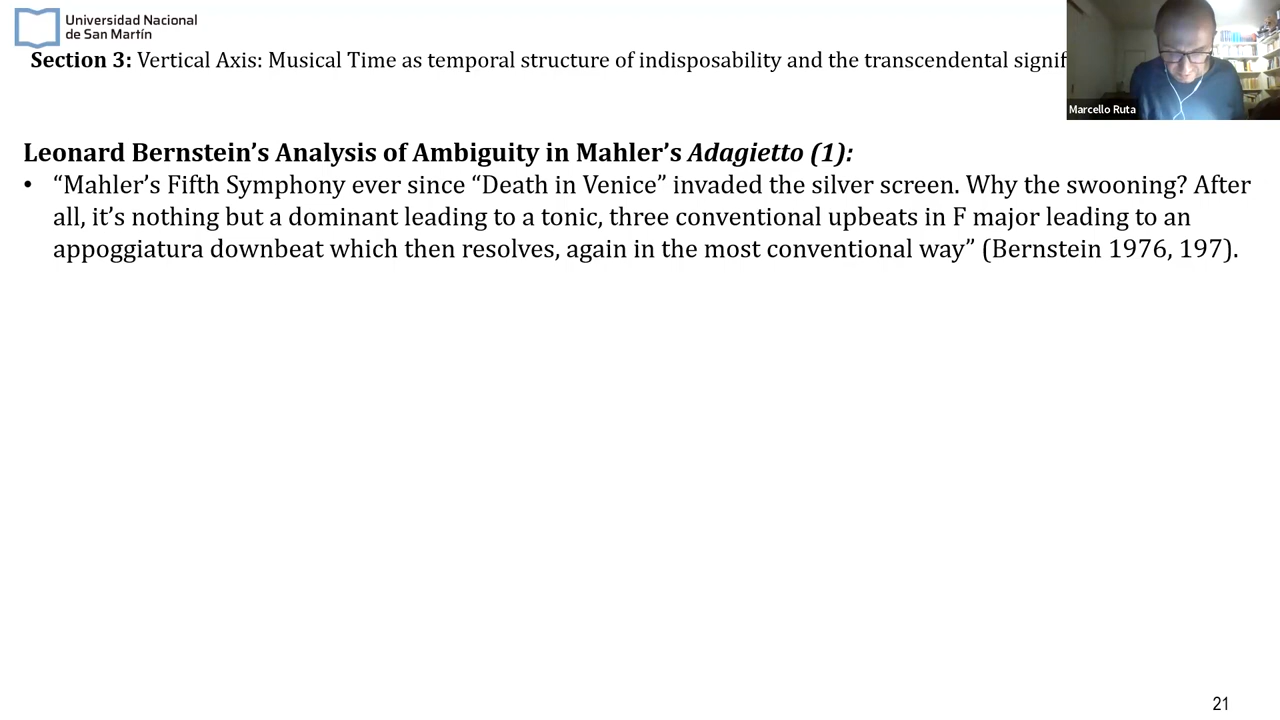 Universidad Nacional
de San Martín
Section 3: Vertical Axis: Musical Time as temporal structure of indisposability and the transcendental signif
Marcello Ruta
Leonard Bernstein’s Analysis of Ambiguity in Mahler’s Adagietto (1):
• “Mahler’s Fifth Symphony ever since “Death in Venice” invaded the silver screen. Why the swooning? After
all, it’s nothing but a dominant leading to a tonic, three conventional upbeats in F major leading to an
appoggiatura downbeat which then resolves, again in the most conventional way” (Bernstein 1976, 197).
21